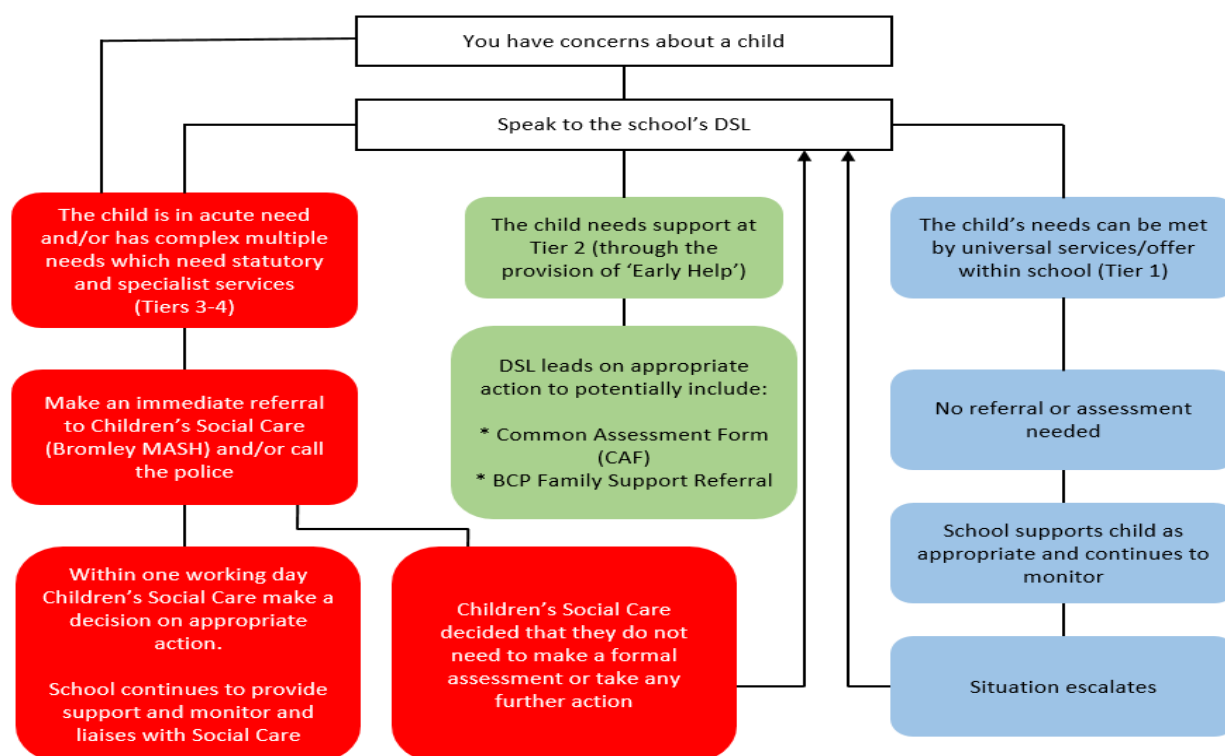 You have concerns about a child
Speak to the school's DSL
The child is in acute need
and/or has complex multiple
needs which need statutory
and specialist services
(Tiers 3-4)
Make an immediate referral
to Children's Social Care
(Bromley MASH) and/or call
the police
Within one working day
Children's Social Care make a
decision on appropriate
action.
School continues to provide
support and monitor and
liaises with Social Care
Children's Social Care
decided that they do not
need to make a formal
assessment or take any
further action
The child needs support at
Tier 2 (through the
provision of 'Early Help')
DSL leads on appropriate
action to potentially include:
* Common Assessment Form
(CAF)
* BCP Family Support Referral
The child's needs can be met
by universal services/offer
within school (Tier 1)
No referral or assessment
needed
School supports child as
appropriate and continues to
monitor
Situation escalates